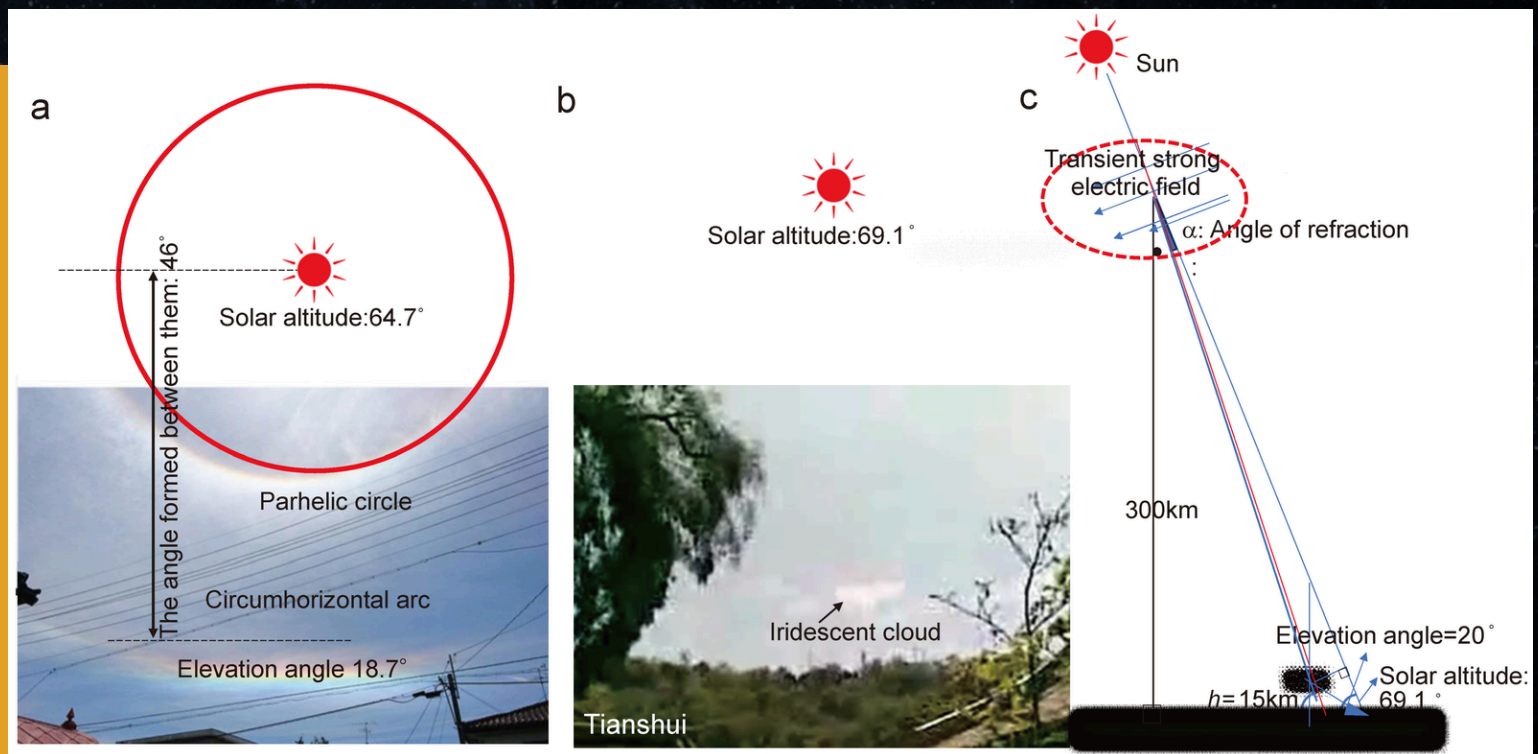 a
The angle formed between them: 46°
Solar altitude:64.7°
Parhelic circle
Circumhorizontal arc
Elevation angle 18.7°
b
Solar altitude:69.1°
Iridescent cloud
Tianshui
c
Sun
Transient strong
electric field
α: Angle of refraction
300km
Elevation angle=20°
h=15km
Solar altitude:
69.1°